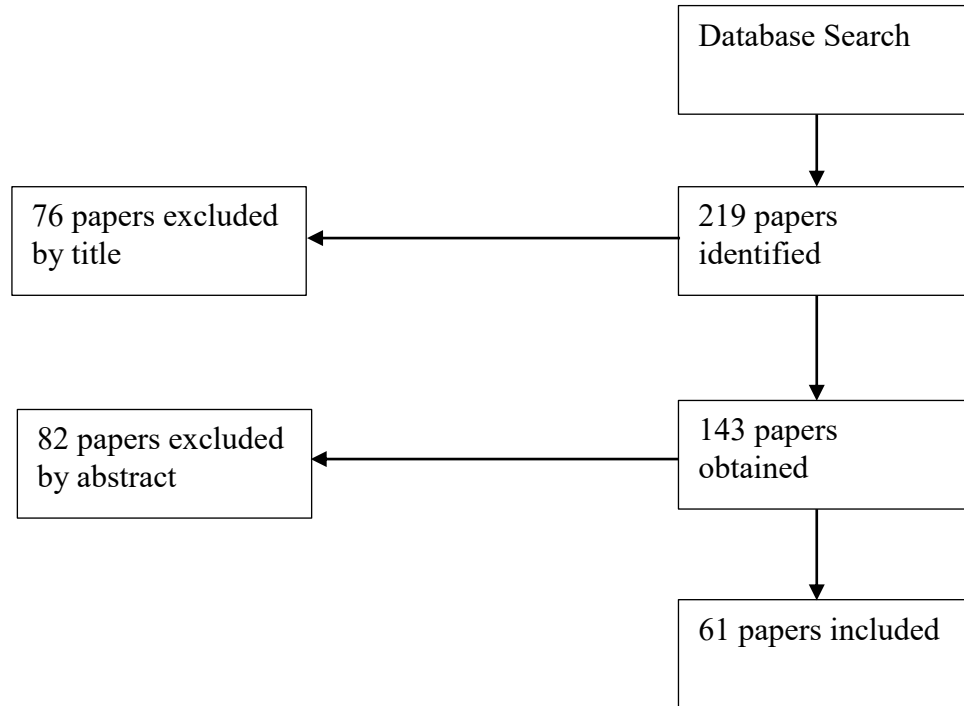 Database Search
76 papers excluded
by title
219 papers
identified
82 papers excluded
by abstract
143 papers
obtained
61 papers included